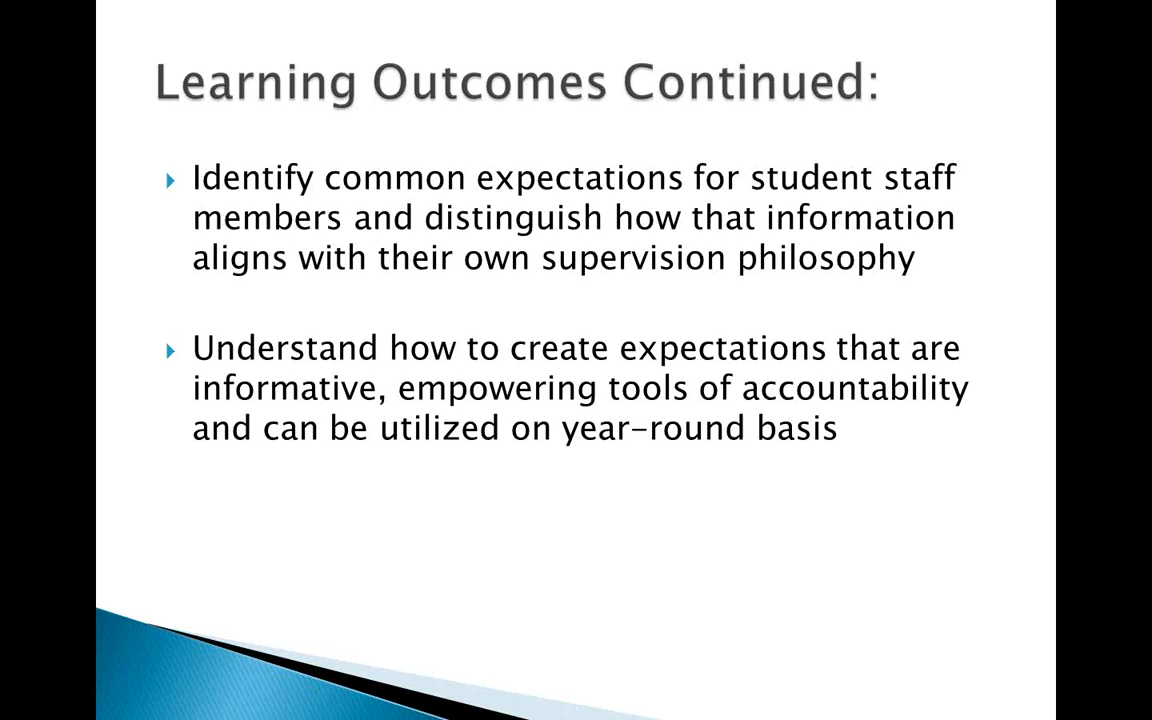 Learning Outcomes Continued:
Identify common expectations for student staff
members and distinguish how that information
aligns with their own supervision philosophy
Understand how to create expectations that are
informative, empowering tools of accountability
and can be utilized on year-round basis